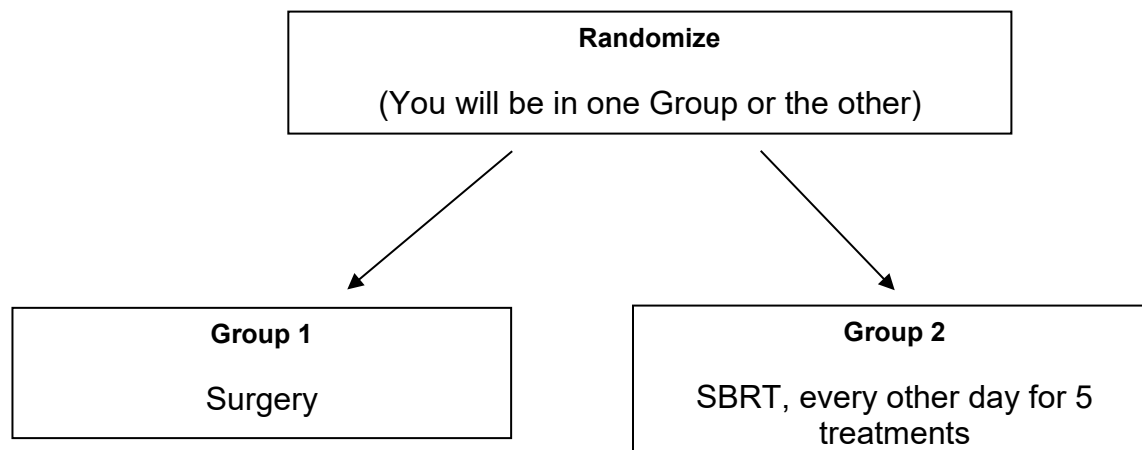 Randomize
(You will be in one Group or the other)
Group 1
Surgery
Group 2
SBRT, every other day for 5
treatments